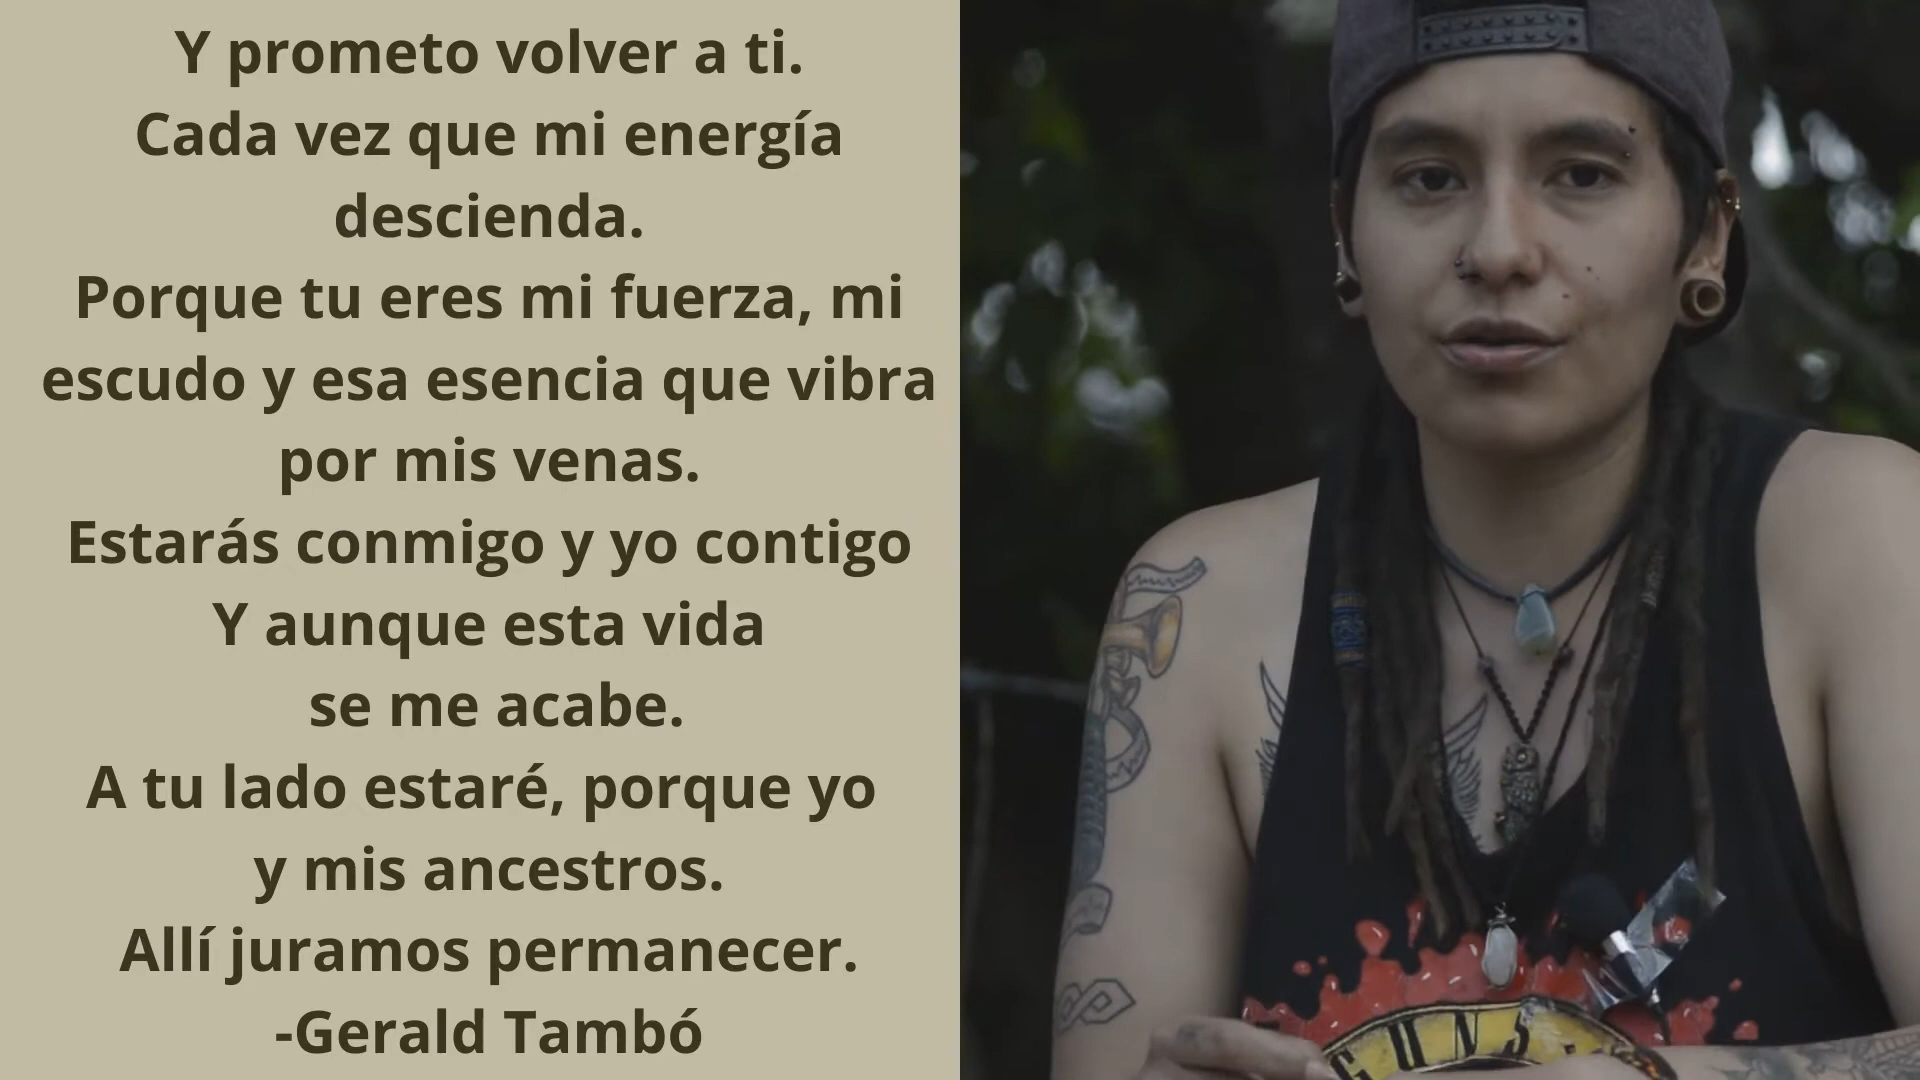 Y prometo volver a ti.
Cada vez que mi energía
descienda.
Porque tu eres mi fuerza, mi
escudo y esa esencia que vibra
por mis venas.
Estarás conmigo y yo contigo
Y aunque esta vida
se me acabe.
A tu lado estaré, porque yo
y mis ancestros.
Allí juramos permanecer.
-Gerald Tambó
GUNS